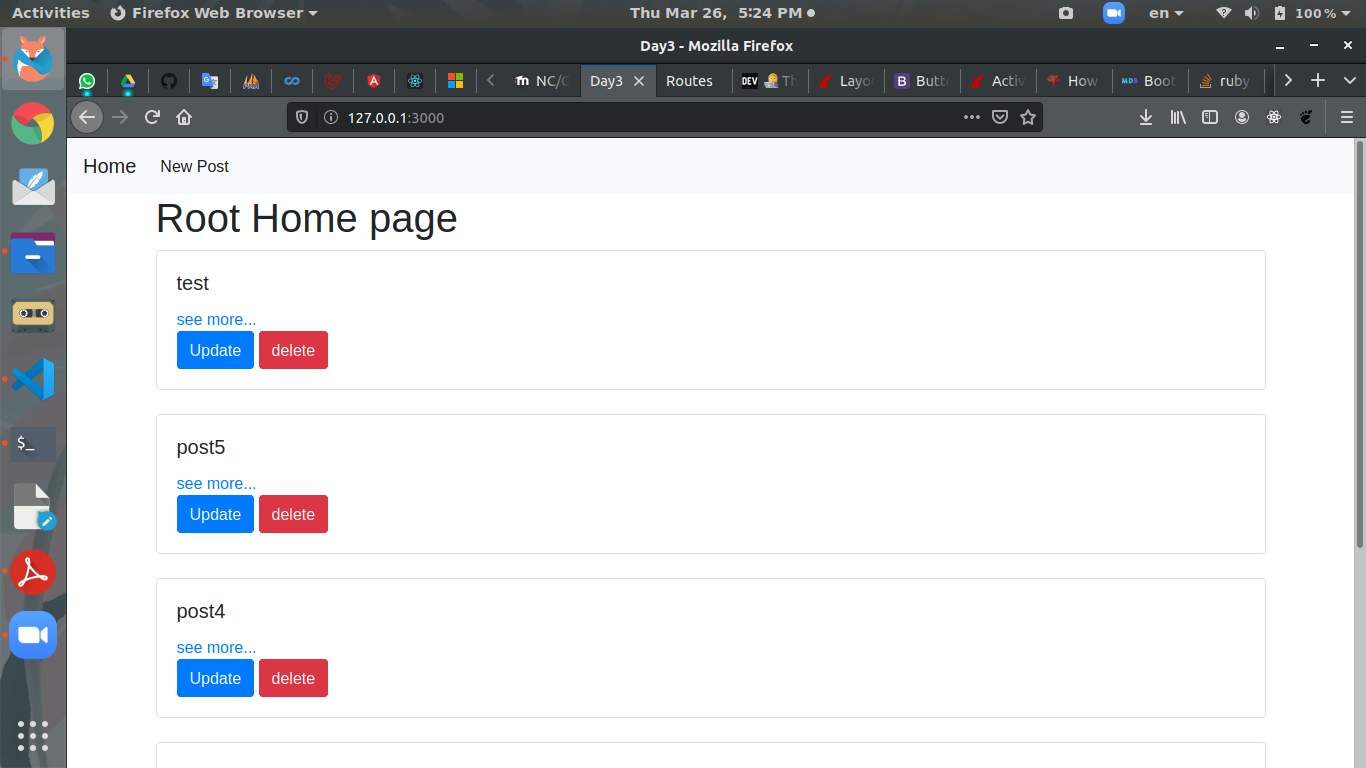 Activities Firefox Web Browser Thu Mar 26, 5:24 PM en 100 %
Day3 - Mozilla Firefox
NC/C Day3 Routes DEV Th Layo B Butt Activ How MDB Boot ruby
127.0.0.1:3000
Home New Post
Root Home page
test
see more...
Update delete
post5
see more...
Update delete
post4
see more...
Update delete
$_